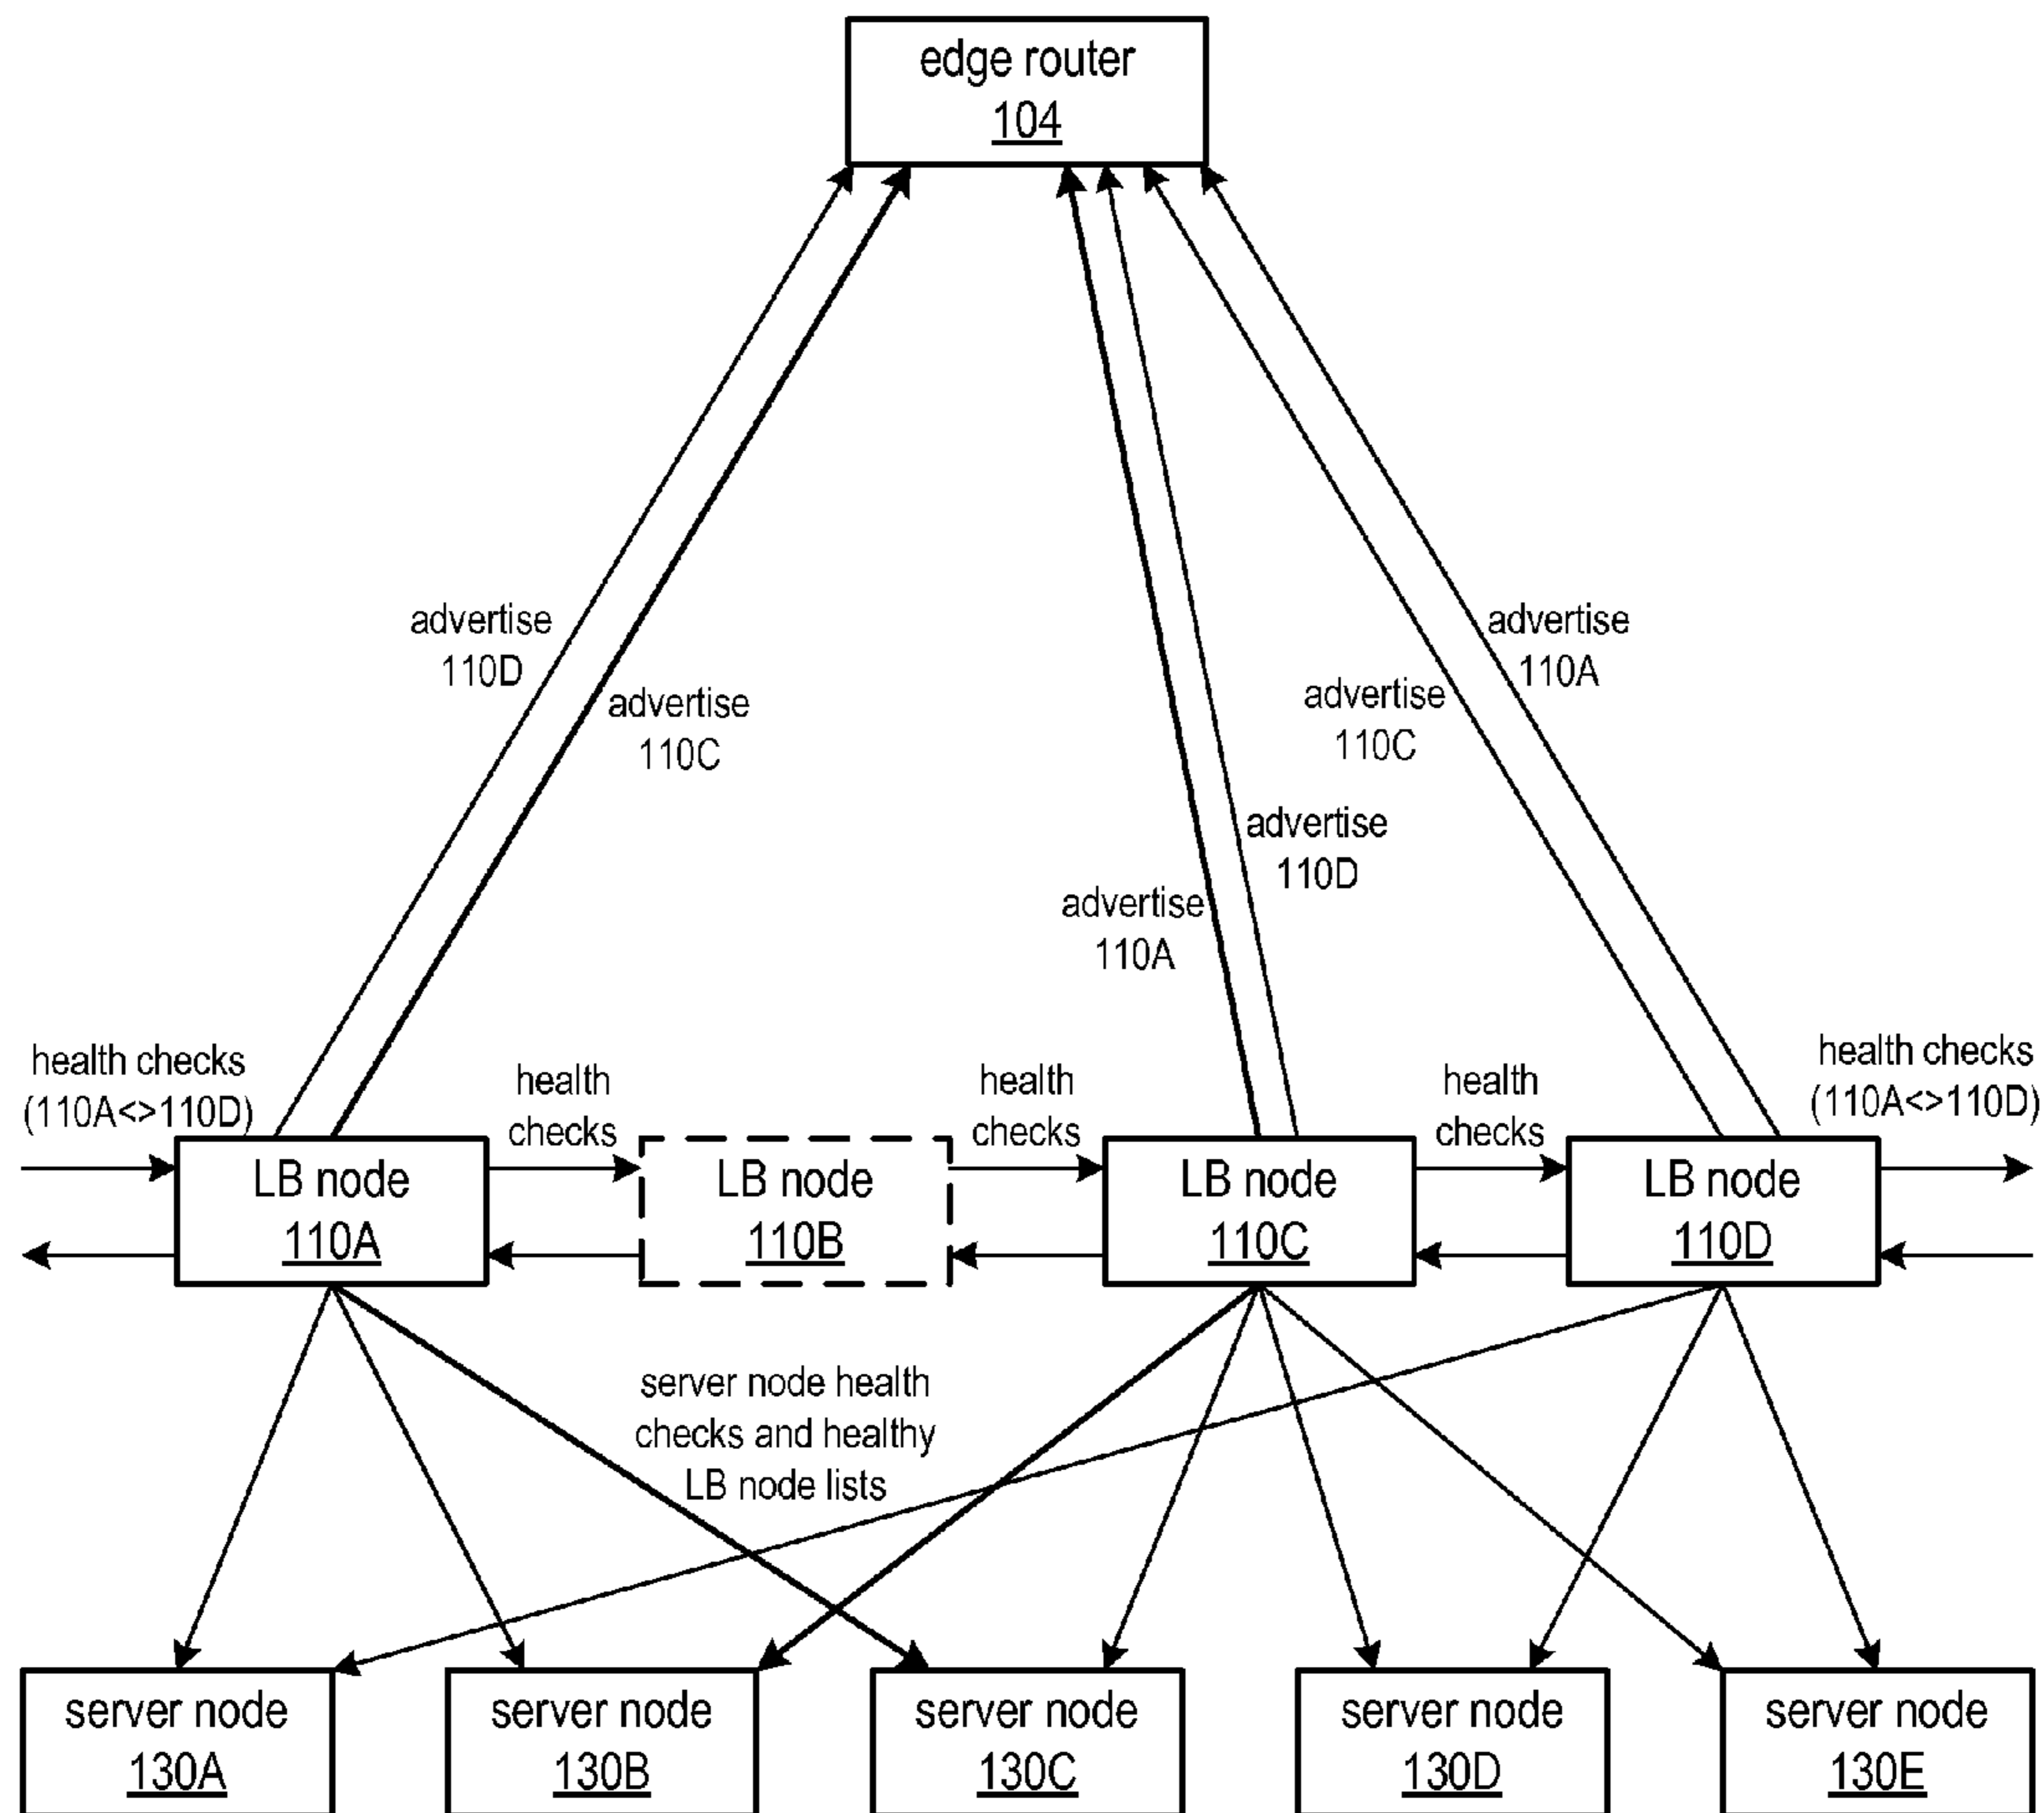 edge router
104
advertise
110D
advertise
110C
advertise
110A
advertise
110C
advertise
110D
advertise
110A
health checks
(110A<>110D)
health
checks
health
checks
health
checks
health checks
(110A<>110D)
LB node
110A
LB node
110B
LB node
110C
LB node
110D
server node health
checks and healthy
LB node lists
server node
130A
server node
130B
server node
130C
server node
130D
server node
130E